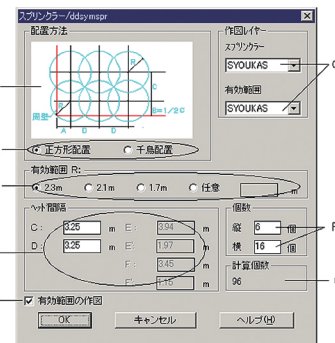 スプリンクラー/ddsymspr
配置方法
R
C
R
B=1/2C
周壁
A D D
正方形配置 千鳥配置
作図レイヤー
スプリンクラー
SYOUKAS
有効範囲
SYOUKAS
有効範囲 R:
2.3m 2.1m 1.7m 任意 m
ヘッド間隔
C: 3.25 m E: 3.94 m
D: 3.25 m E': 1.97 m
F: 3.45 m
F': 1.15 m
個数
縦 6 個
横 16 個
計算個数
96
有効範囲の作図
OK キャンセル ヘルプ(H)